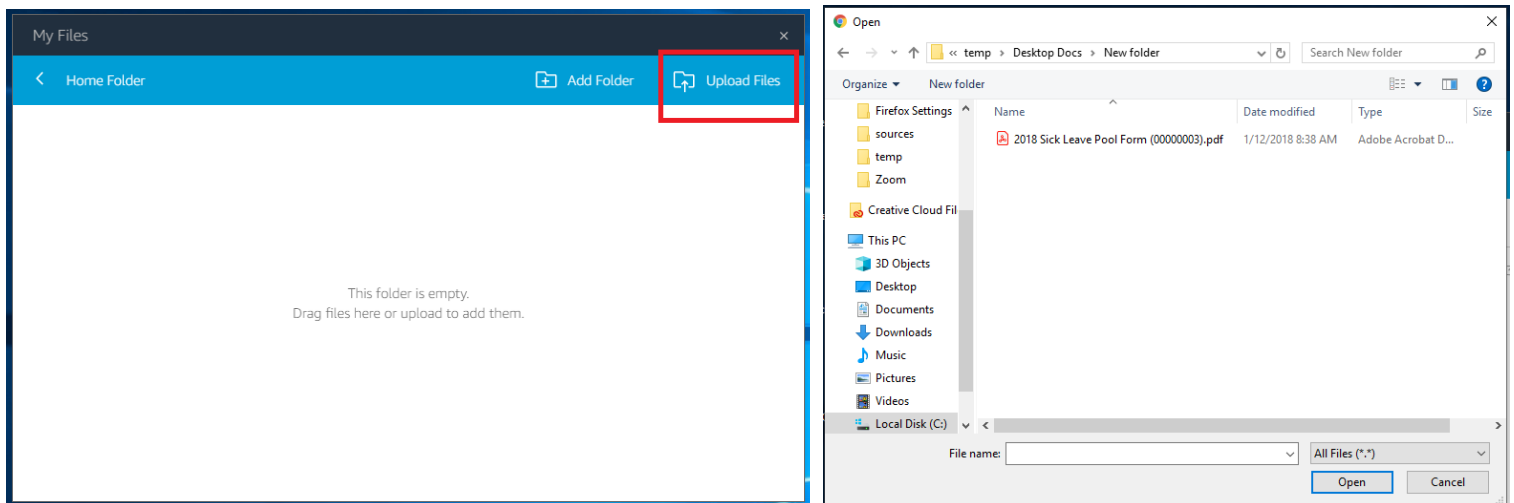 My Files
×
Home Folder
Add Folder
Upload Files
This folder is empty.
Drag files here or upload to add them.
Open
« temp > Desktop Docs > New folder
Search New folder
Organize
New folder
Firefox Settings
sources
temp
Zoom
Creative Cloud Fil
This PC
3D Objects
Desktop
Documents
Downloads
Music
Pictures
Videos
Local Disk (C:)
Name
Date modified
Type
Size
2018 Sick Leave Pool Form (00000003).pdf
1/12/2018 8:38 AM
Adobe Acrobat D...
File name:
All Files (*.*)
Open
Cancel